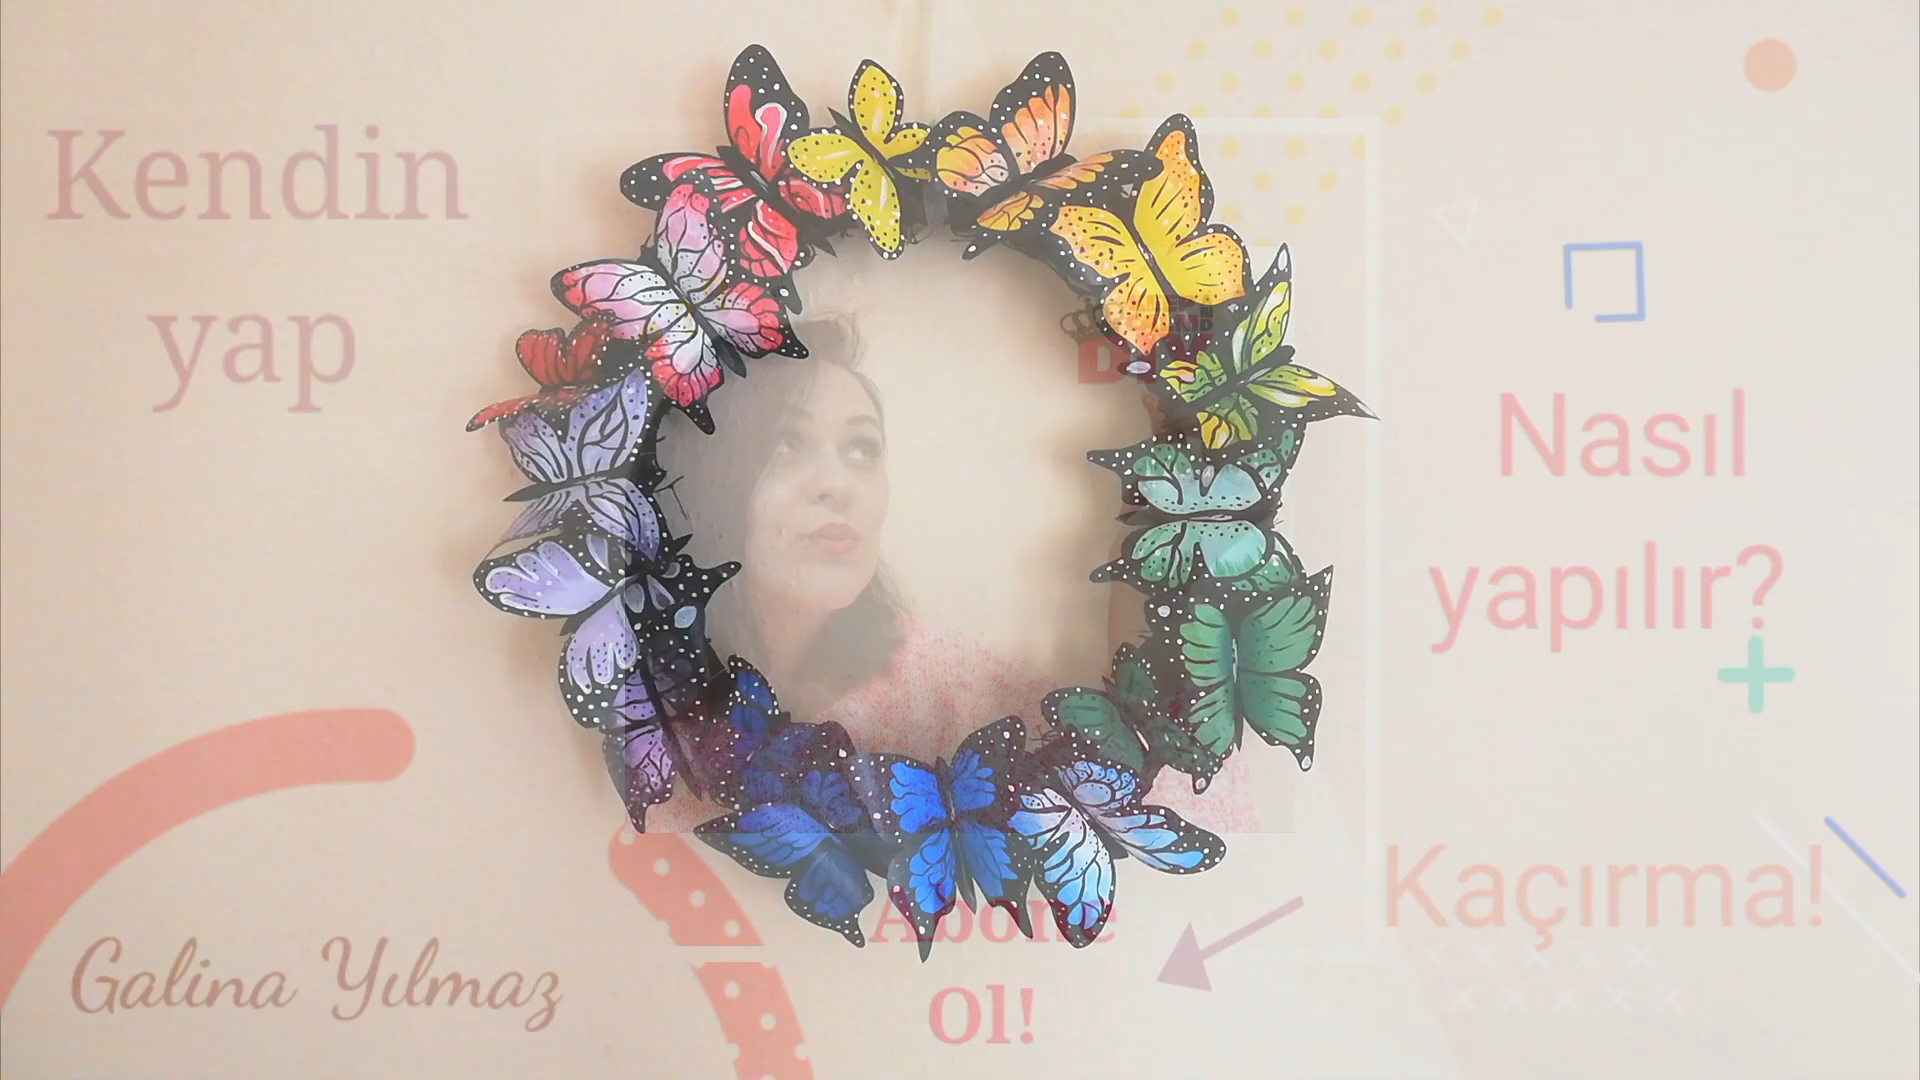 Kendin
yap
Nasıl
yapılır?
Kaçırma!
Galina Yılmaz
Abone
Ol!